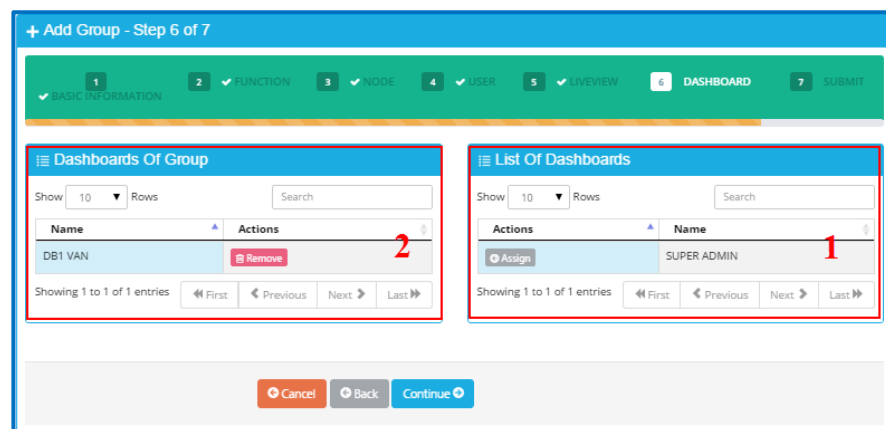 Add Group - Step 6 of 7
1 BASIC INFORMATION
2 FUNCTION
3 NODE
4 USER
5 LIVEVIEW
6 DASHBOARD
7 SUBMIT
Dashboards Of Group
Show 10 Rows Search
Name Actions
DB1 VAN Remove
2
Showing 1 to 1 of 1 entries First Previous Next Last
List Of Dashboards
Show 10 Rows Search
Actions Name
Assign SUPER ADMIN
1
Showing 1 to 1 of 1 entries First Previous Next Last
Cancel Back Continue